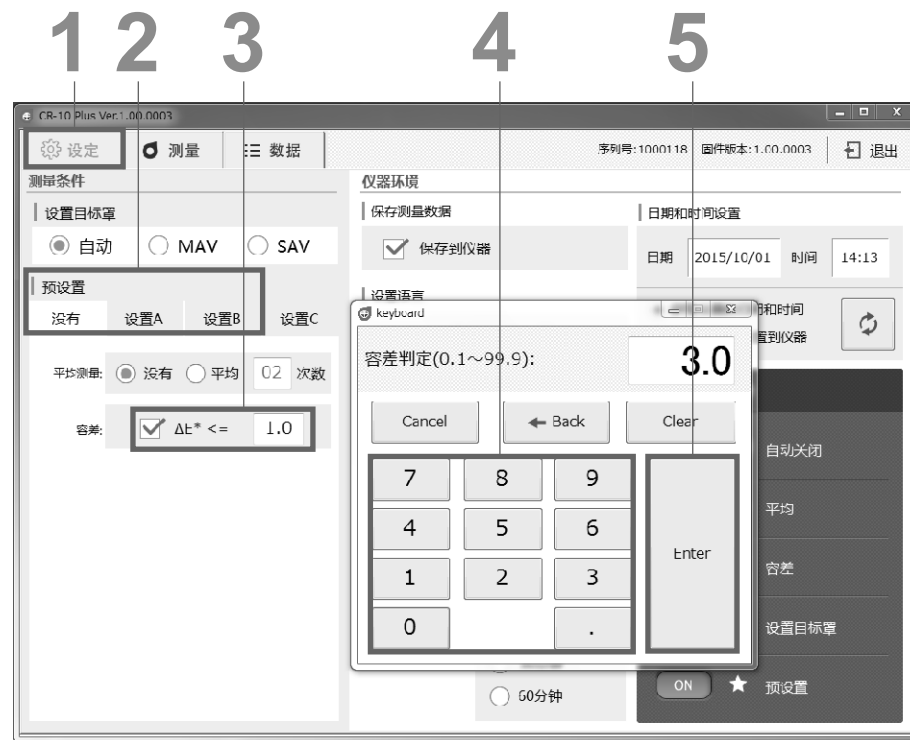 1 2 3 4 5
CR-10 Plus Ver.1.00.0003
设定 测量 数据 序列号:1000118 固件版本:1.00.0003 退出
测量条件 仪器环境
设置目标罩 保存测量数据 日期和时间设置
自动 MAV SAV 保存到仪器
日期 2015/10/01 时间 14:13
预设置 设置语言
没有 设置A 设置B 设置C
keyboard
和时间
置到仪器
容差判定(0.1～99.9): 3.0
平均测量: 没有 平均 02 次数
容差: ΔE* <= 1.0
Cancel Back Clear
7 8 9
4 5 6
1 2 3
0 .
Enter
自动关闭
平均
容差
设置目标罩
ON 预设置
60分钟